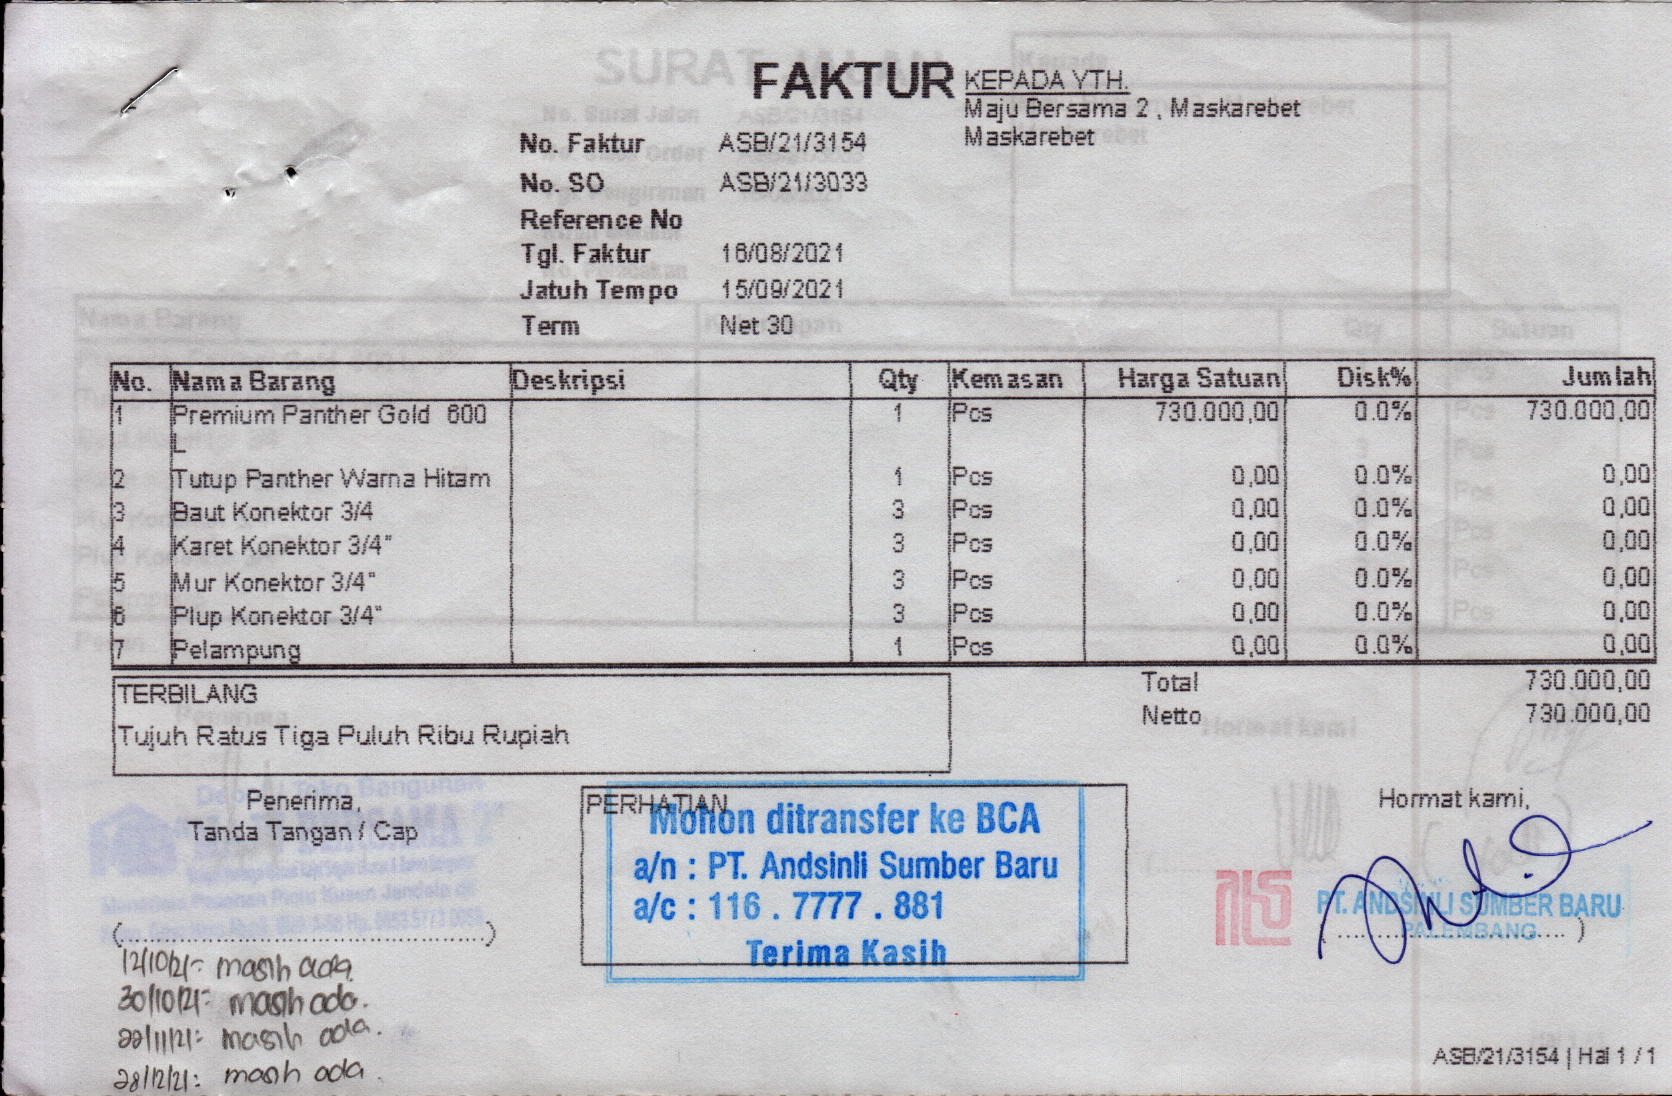 FAKTUR
KEPADA YTH.
Maju Bersama 2 , Maskarebet
Maskarebet
No. Faktur ASB/21/3154
No. SO ASB/21/3033
Reference No
Tgl. Faktur 16/08/2021
Jatuh Tempo 15/09/2021
Term Net 30
No. Nama Barang Deskripsi Qty Kemasan Harga Satuan Disk% Jumlah
1 Premium Panther Gold 600 1 Pcs 730.000,00 0.0% 730.000,00
L
2 Tutup Panther Warna Hitam 1 Pcs 0,00 0.0% 0,00
3 Baut Konektor 3/4 3 Pcs 0,00 0.0% 0,00
4 Karet Konektor 3/4" 3 Pcs 0,00 0.0% 0,00
5 Mur Konektor 3/4" 3 Pcs 0,00 0.0% 0,00
6 Plup Konektor 3/4" 3 Pcs 0,00 0.0% 0,00
7 Pelampung 1 Pcs 0,00 0.0% 0,00
TERBILANG
Tujuh Ratus Tiga Puluh Ribu Rupiah
Total 730.000,00
Netto 730.000,00
Penerima,
Tanda Tangan / Cap
(................................................)
PERHATIAN
Mohon ditransfer ke BCA
a/n : PT. Andsinli Sumber Baru
a/c : 116 . 7777 . 881
Terima Kasih
Hormat kami,
PT. ANDSINLI SUMBER BARU
PALEMBANG
12/10/21: masih ada.
30/10/21: masih ada.
22/11/21: masih ada.
28/12/21: masih ada.
ASB/21/3154 | Hal 1 / 1